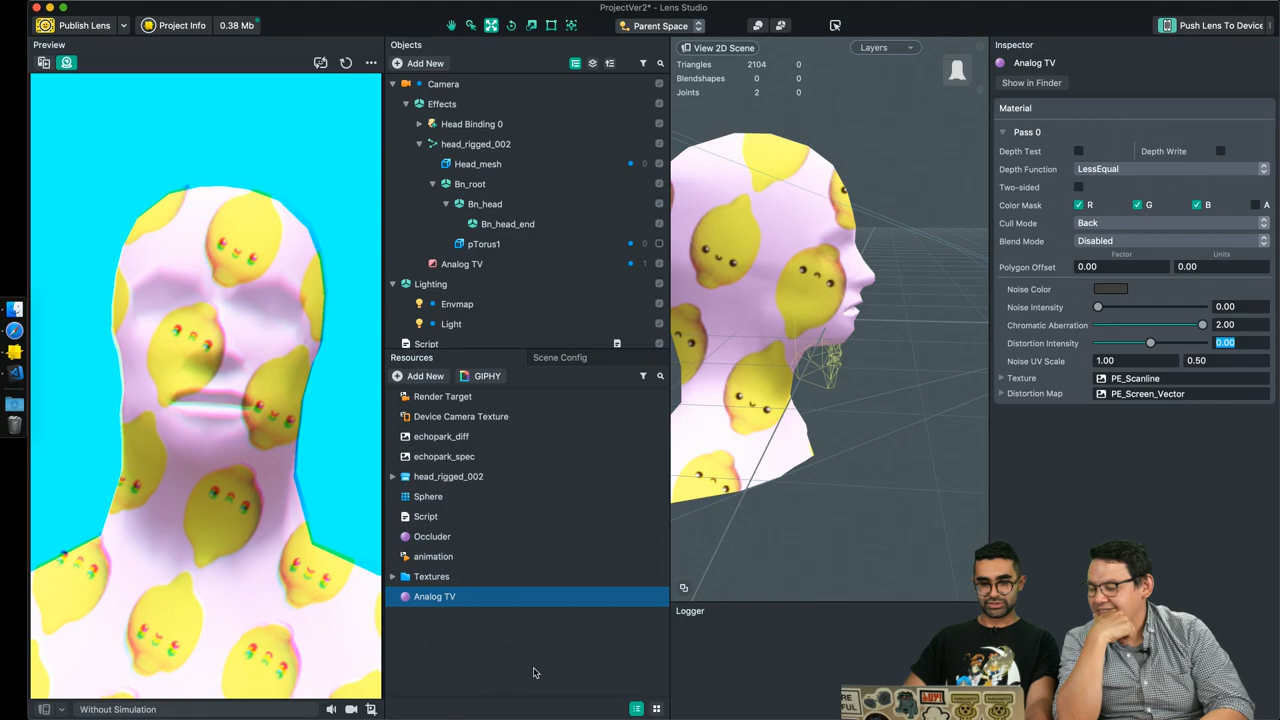 ProjectVer2* - Lens Studio
Publish Lens
Project Info
0.38 Mb
Parent Space
Push Lens To Device
Preview
Without Simulation
Objects
Add New
Camera
Effects
Head Binding 0
head_rigged_002
Head_mesh
0
Bn_root
Bn_head
Bn_head_end
pTorus1
0
Analog TV
1
Lighting
Envmap
Light
Script
Resources
Scene Config
Add New
GIPHY
Render Target
Device Camera Texture
echopark_diff
echopark_spec
head_rigged_002
Sphere
Script
Occluder
animation
Textures
Analog TV
View 2D Scene
Layers
Triangles 2104 0
Blendshapes 0 0
Joints 2 0
Logger
Inspector
Analog TV
Show in Finder
Material
Pass 0
Depth Test
Depth Write
Depth Function LessEqual
Two-sided
Color Mask R G B A
Cull Mode Back
Blend Mode Disabled
Factor Units
Polygon Offset 0.00 0.00
Noise Color
Noise Intensity 0.00
Chromatic Aberration 2.00
Distortion Intensity 0.00
Noise UV Scale 1.00 0.50
Texture PE_Scanline
Distortion Map PE_Screen_Vector